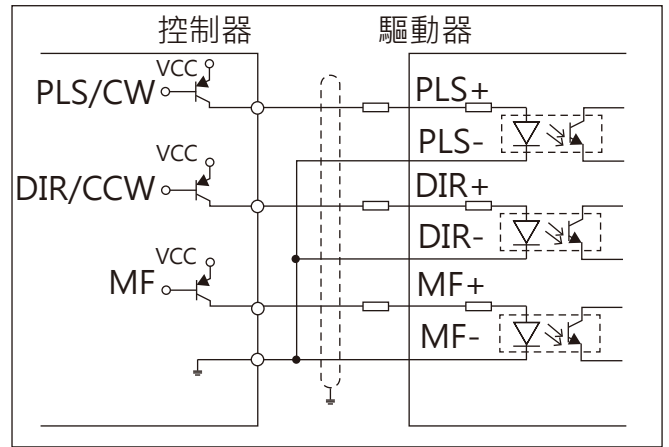 控制器
驅動器
VCC
PLS/CW
PLS+
PLS-
VCC
DIR/CCW
DIR+
DIR-
VCC
MF
MF+
MF-